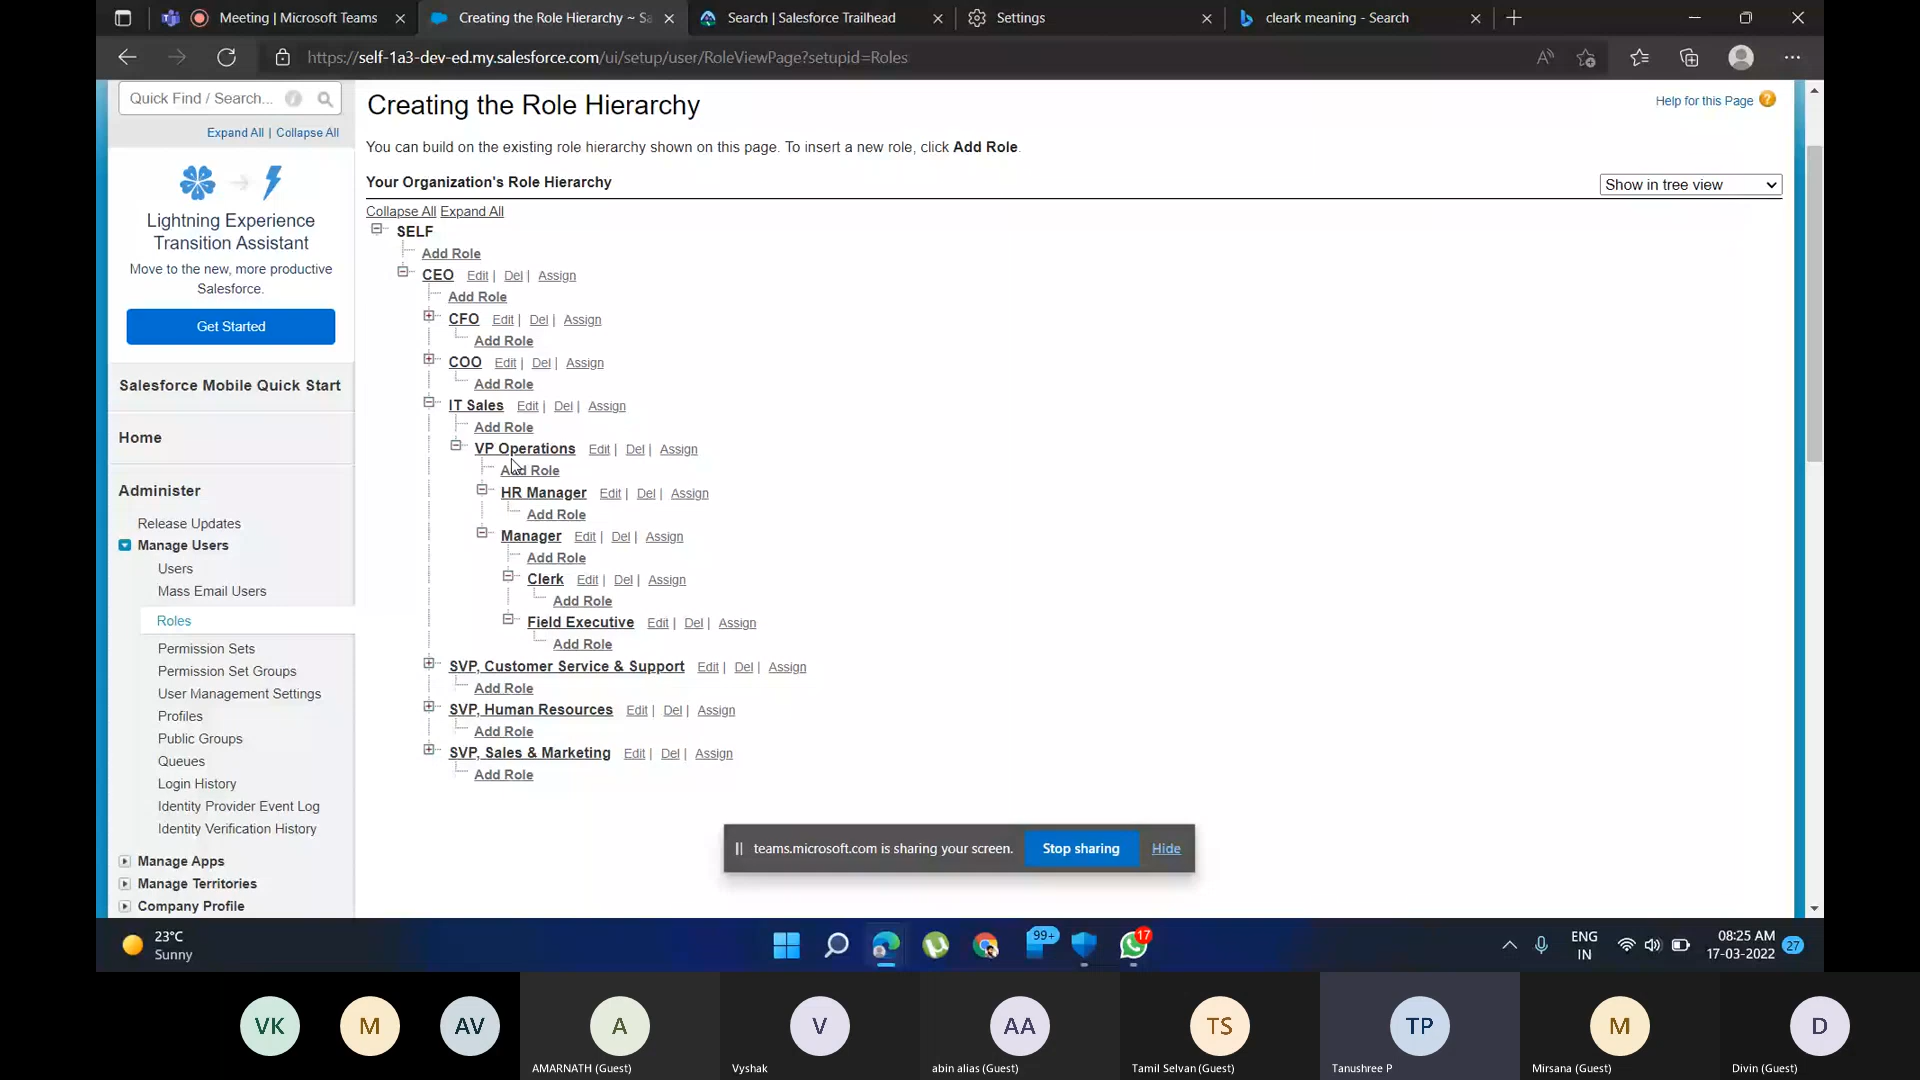 Meeting | Microsoft Teams
Creating the Role Hierarchy ~ Sa
Search | Salesforce Trailhead
Settings
cleark meaning - Search
https://self-1a3-dev-ed.my.salesforce.com/ui/setup/user/RoleViewPage?setupid=Roles
Quick Find / Search...
Expand All | Collapse All
Lightning Experience
Transition Assistant
Move to the new, more productive
Salesforce.
Get Started
Salesforce Mobile Quick Start
Home
Administer
Release Updates
Manage Users
Users
Mass Email Users
Roles
Permission Sets
Permission Set Groups
User Management Settings
Profiles
Public Groups
Queues
Login History
Identity Provider Event Log
Identity Verification History
Manage Apps
Manage Territories
Company Profile
Creating the Role Hierarchy
Help for this Page
You can build on the existing role hierarchy shown on this page. To insert a new role, click Add Role.
Your Organization's Role Hierarchy
Show in tree view
Collapse All Expand All
SELF
Add Role
CEO Edit | Del | Assign
Add Role
CFO Edit | Del | Assign
Add Role
COO Edit | Del | Assign
Add Role
IT Sales Edit | Del | Assign
Add Role
VP Operations Edit | Del | Assign
Add Role
HR Manager Edit | Del | Assign
Add Role
Manager Edit | Del | Assign
Add Role
Clerk Edit | Del | Assign
Add Role
Field Executive Edit | Del | Assign
Add Role
SVP, Customer Service & Support Edit | Del | Assign
Add Role
SVP, Human Resources Edit | Del | Assign
Add Role
SVP, Sales & Marketing Edit | Del | Assign
Add Role
teams.microsoft.com is sharing your screen.
Stop sharing
Hide
23°C
Sunny
99+
17
ENG
IN
08:25 AM
17-03-2022
27
VK
M
AV
A
V
AA
TS
TP
M
D
AMARNATH (Guest)
Vyshak
abin alias (Guest)
Tamil Selvan (Guest)
Tanushree P
Mirsana (Guest)
Divin (Guest)